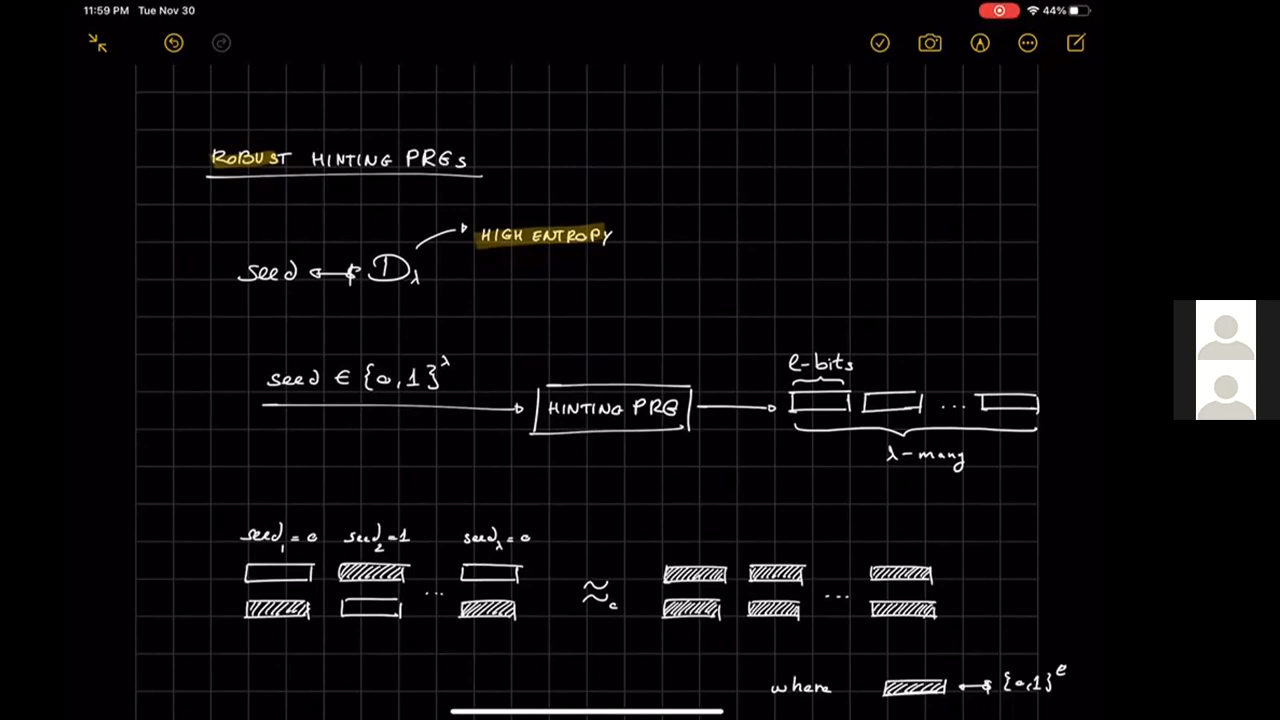 11:59 PM Tue Nov 30
44%
ROBUST HINTING PRGs
HIGH ENTROPY
seed ←$ D_λ
seed ∈ {0,1}^λ
HINTING PRG
ℓ-bits
...
λ-many
seed_1 = 0 seed_2 = 1 seed_λ = 0
... ≈_c ...
where ←$ {0,1}^ℓ